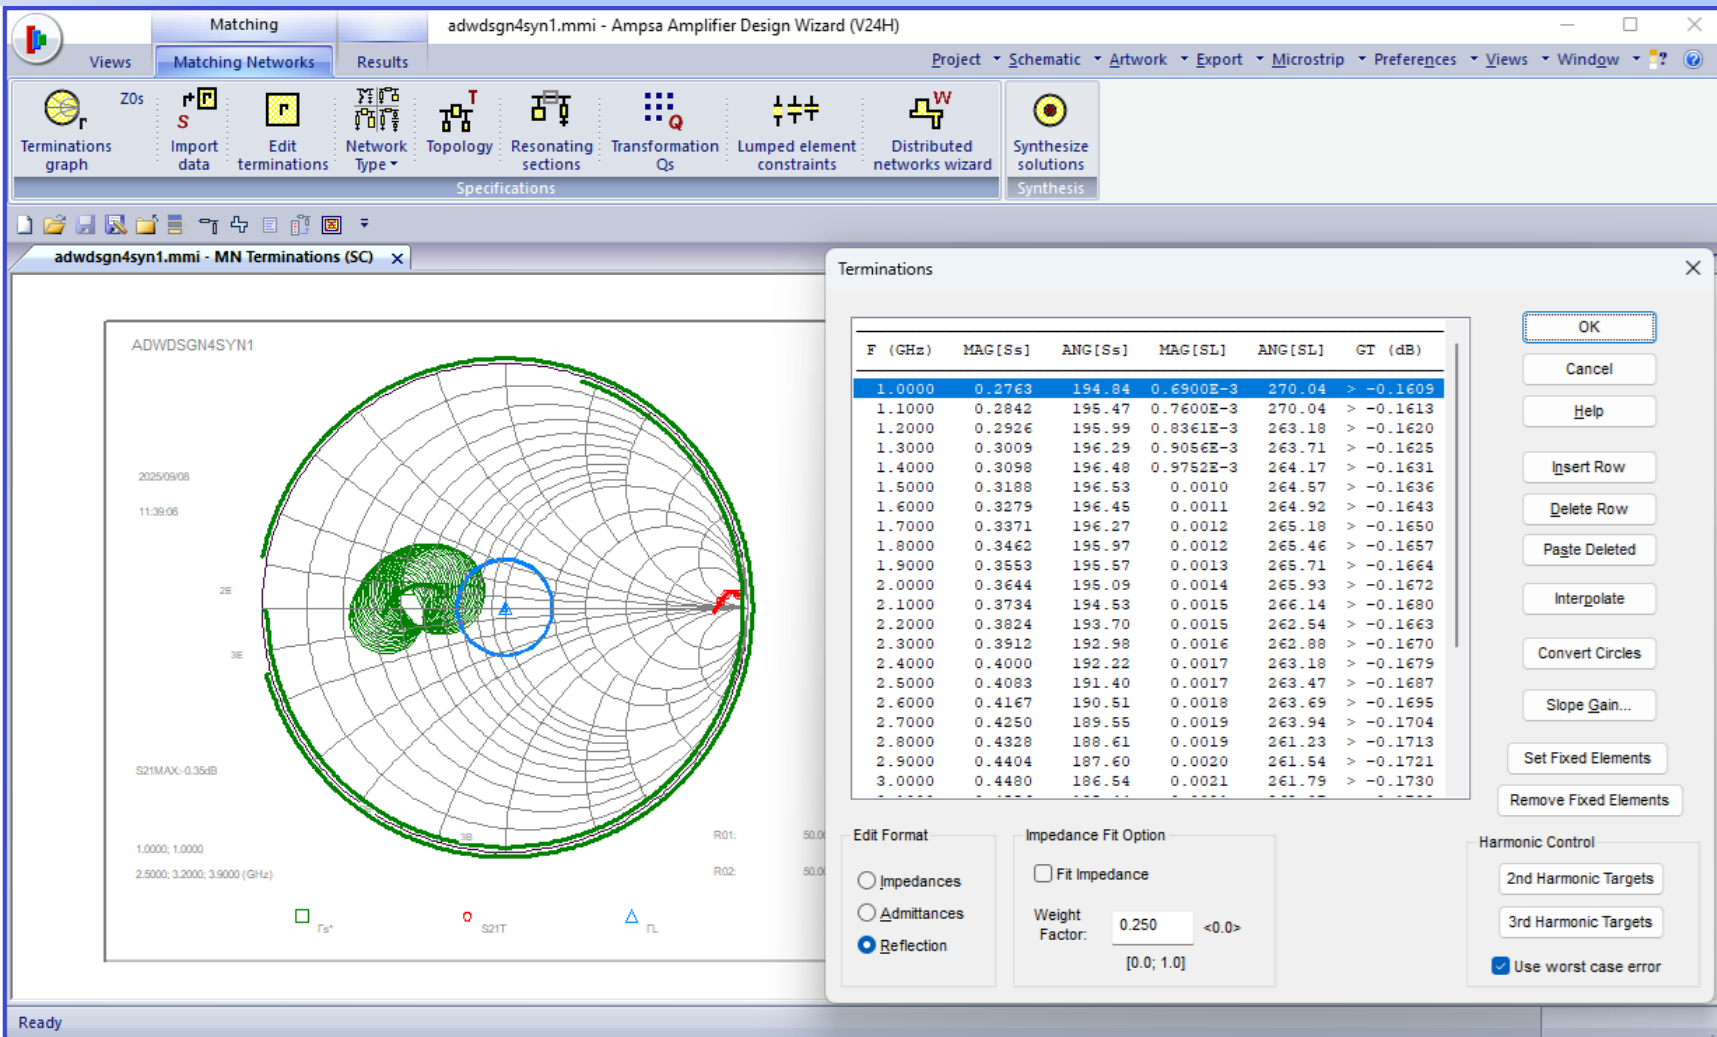 Matching
adwdsgn4syn1.mmi - Ampsa Amplifier Design Wizard (V24H)
Views
Matching Networks
Results
Project
Schematic
Artwork
Export
Microstrip
Preferences
Views
Window
Terminations graph
Z0s
Import data
Edit terminations
Network Type
Topology
Resonating sections
Transformation Qs
Lumped element constraints
Distributed networks wizard
Synthesize solutions
Specifications
Synthesis
adwdsgn4syn1.mmi - MN Terminations (SC)
ADWDSGN4SYN1
2025/09/08
11:39:06
2E
3E
S21MAX:-0.35dB
3B
1.0000; 1.0000
2.5000; 3.2000; 3.9000 (GHz)
R01: 50.00
R02: 50.00
Γs*
S21T
ΓL
Terminations
F (GHz) MAG[Ss] ANG[Ss] MAG[SL] ANG[SL] GT (dB)
1.0000 0.2763 194.84 0.6900E-3 270.04 > -0.1609
1.1000 0.2842 195.47 0.7600E-3 270.04 > -0.1613
1.2000 0.2926 195.99 0.8361E-3 263.18 > -0.1620
1.3000 0.3009 196.29 0.9056E-3 263.71 > -0.1625
1.4000 0.3098 196.48 0.9752E-3 264.17 > -0.1631
1.5000 0.3188 196.53 0.0010 264.57 > -0.1636
1.6000 0.3279 196.45 0.0011 264.92 > -0.1643
1.7000 0.3371 196.27 0.0012 265.18 > -0.1650
1.8000 0.3462 195.97 0.0012 265.46 > -0.1657
1.9000 0.3553 195.57 0.0013 265.71 > -0.1664
2.0000 0.3644 195.09 0.0014 265.93 > -0.1672
2.1000 0.3734 194.53 0.0015 266.14 > -0.1680
2.2000 0.3824 193.70 0.0015 262.54 > -0.1663
2.3000 0.3912 192.98 0.0016 262.88 > -0.1670
2.4000 0.4000 192.22 0.0017 263.18 > -0.1679
2.5000 0.4083 191.40 0.0017 263.47 > -0.1687
2.6000 0.4167 190.51 0.0018 263.69 > -0.1695
2.7000 0.4250 189.55 0.0019 263.94 > -0.1704
2.8000 0.4328 188.61 0.0019 261.23 > -0.1713
2.9000 0.4404 187.60 0.0020 261.54 > -0.1721
3.0000 0.4480 186.54 0.0021 261.79 > -0.1730
OK
Cancel
Help
Insert Row
Delete Row
Paste Deleted
Interpolate
Convert Circles
Slope Gain...
Set Fixed Elements
Remove Fixed Elements
Edit Format
Impedances
Admittances
Reflection
Impedance Fit Option
Fit Impedance
Weight Factor:
0.250
<0.0>
[0.0; 1.0]
Harmonic Control
2nd Harmonic Targets
3rd Harmonic Targets
Use worst case error
Ready